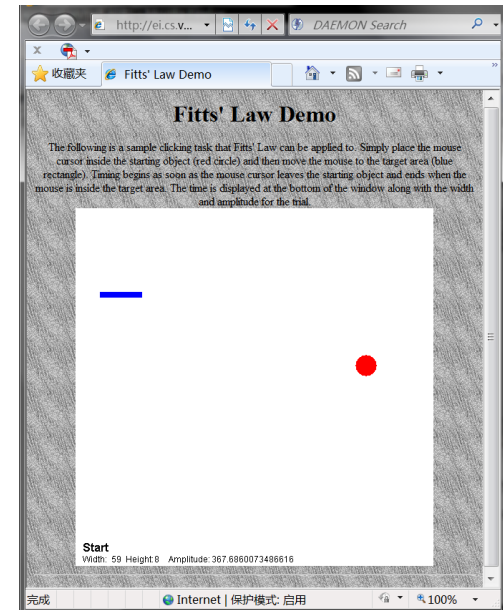 http://ei.cs.v...
DAEMON Search
x
收藏夹
Fitts' Law Demo
»
Fitts' Law Demo
The following is a sample clicking task that Fitts' Law can be applied to. Simply place the mouse
cursor inside the starting object (red circle) and then move the mouse to the target area (blue
rectangle). Timing begins as soon as the mouse cursor leaves the starting object and ends when the
mouse is inside the target area. The time is displayed at the bottom of the window along with the width
and amplitude for the trial.
Start
Width: 59 Height:8 Amplitude: 367.6860073486616
完成
Internet | 保护模式: 启用
100%